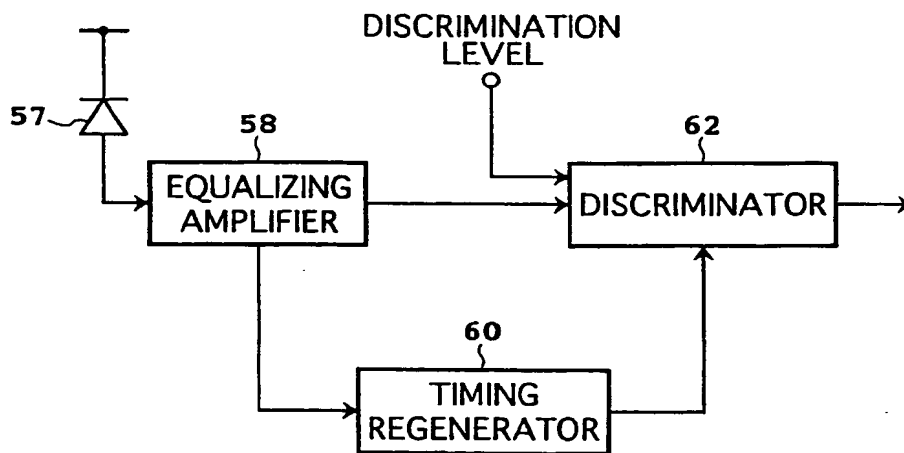 DISCRIMINATION
LEVEL
57
58
62
EQUALIZING
AMPLIFIER
DISCRIMINATOR
60
TIMING
REGENERATOR